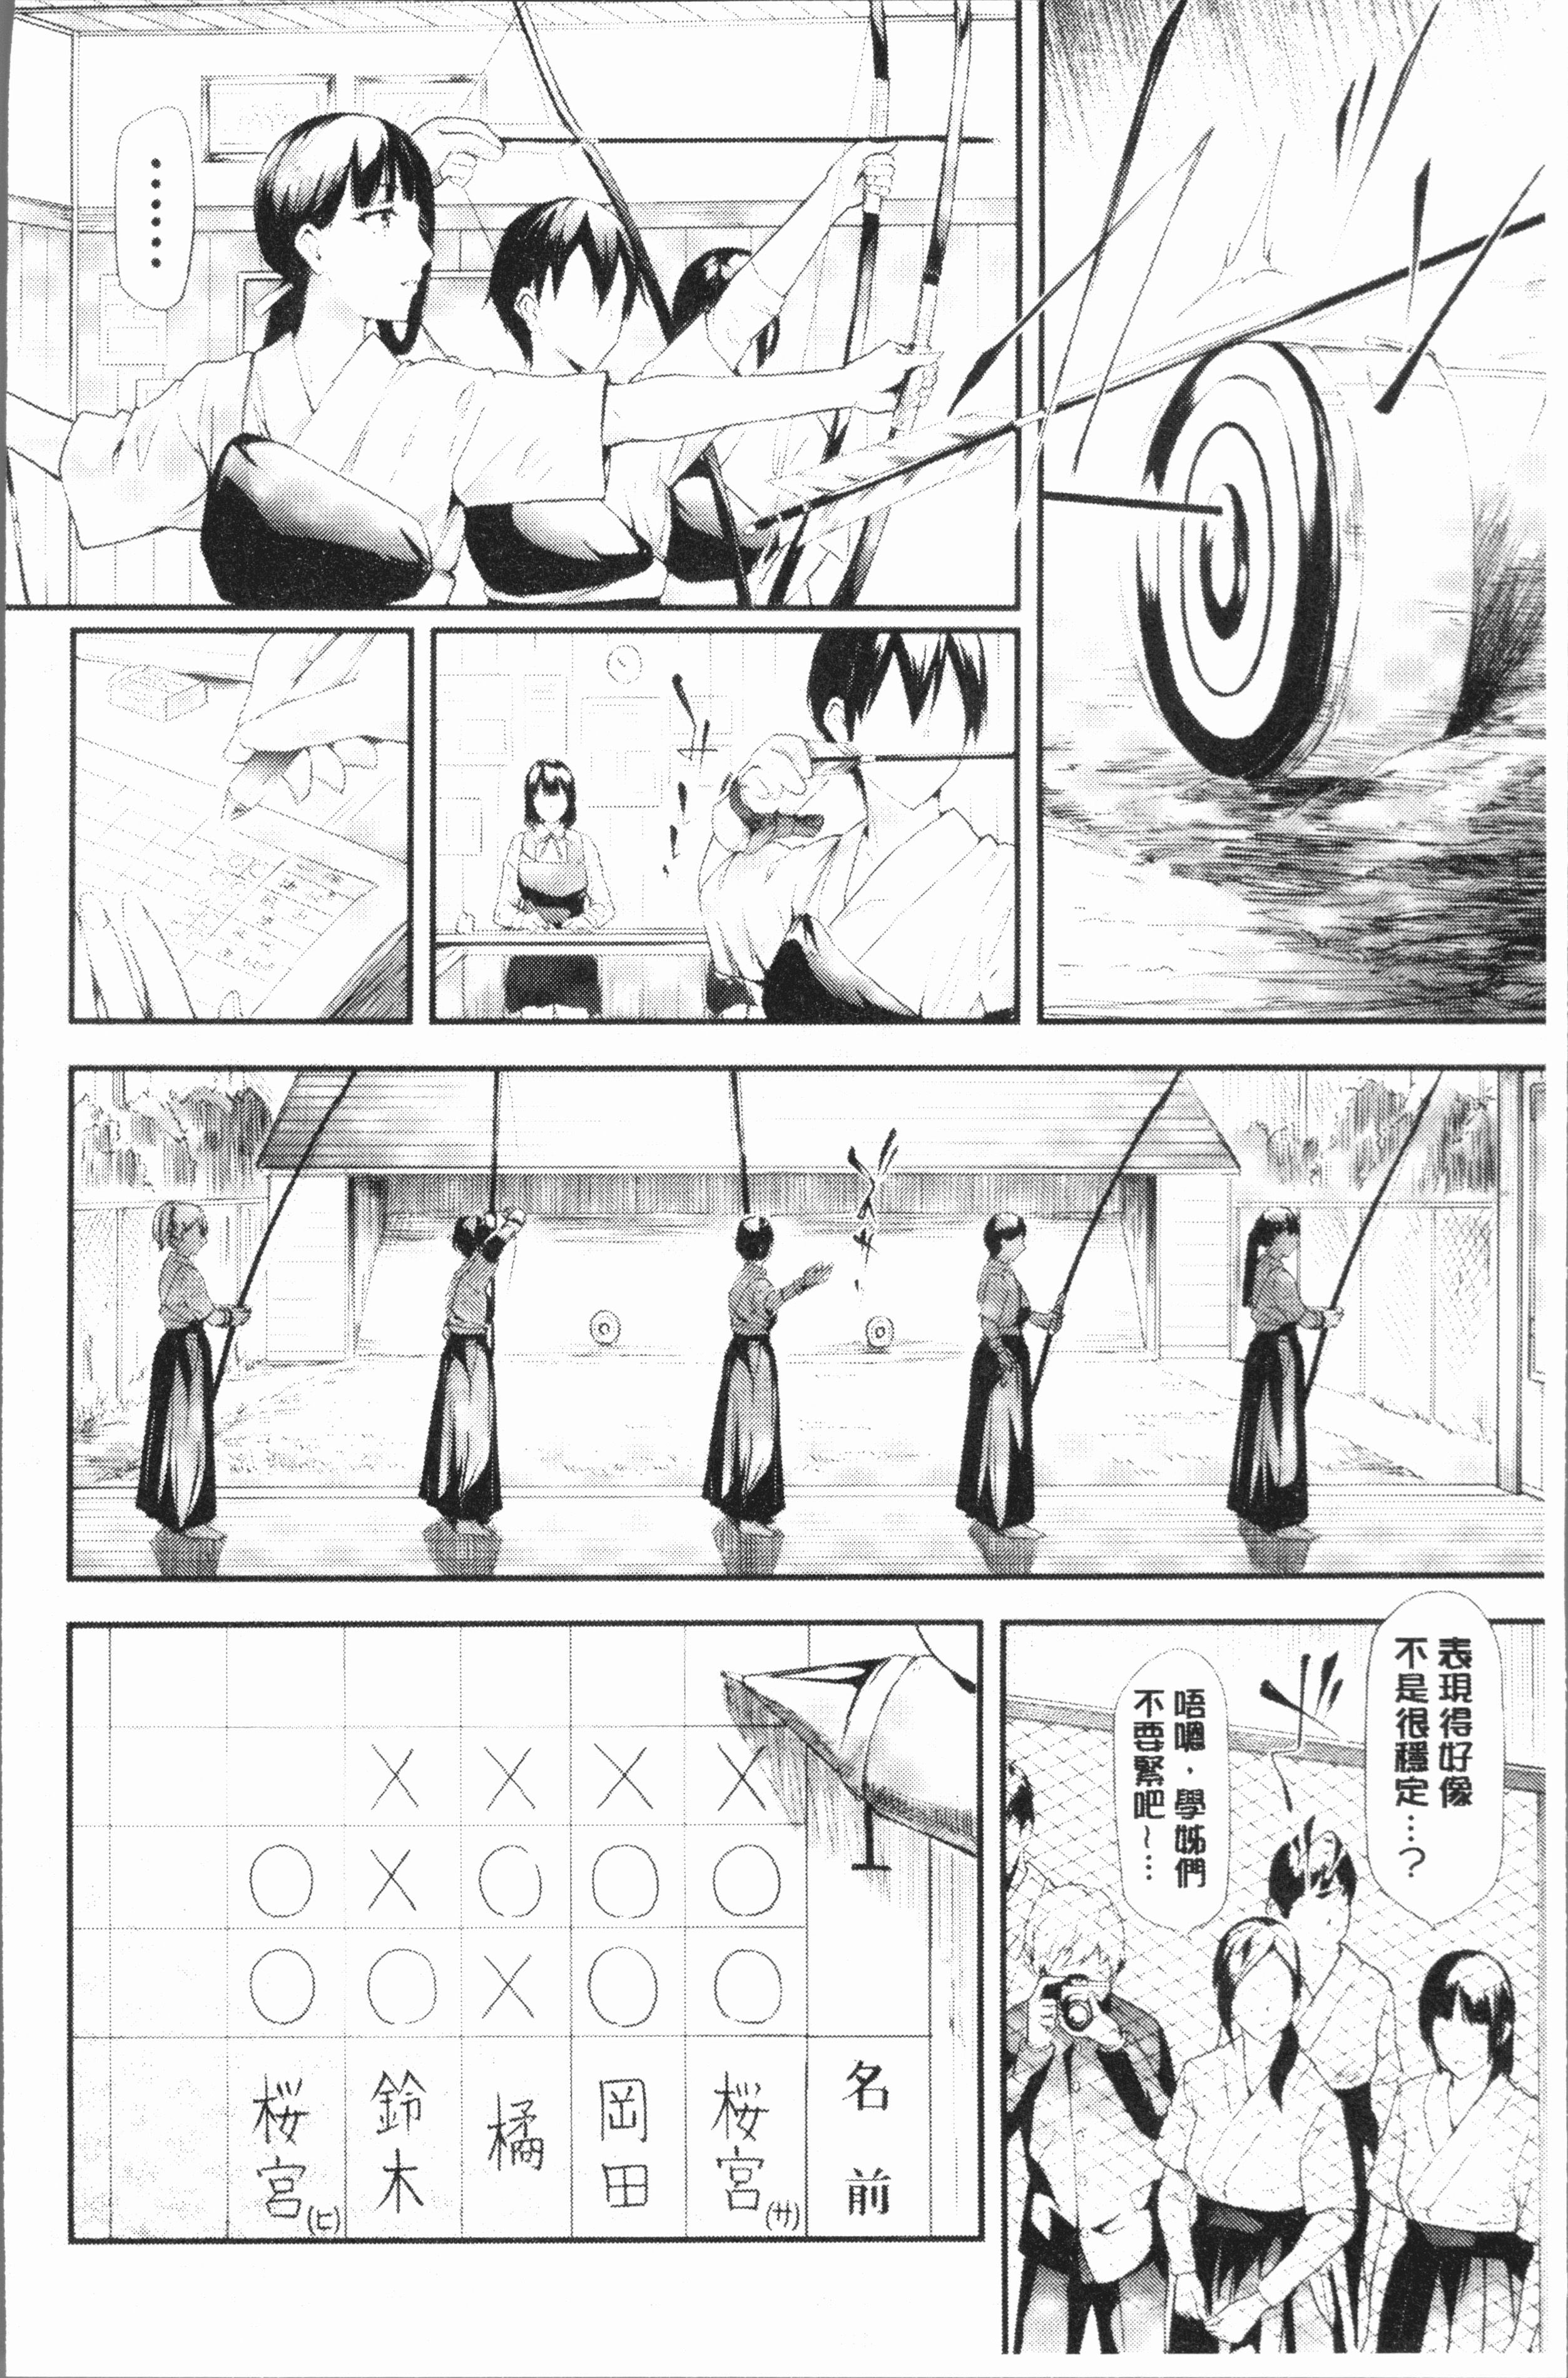 ……
表現得好像
不是很穩定…？
唔嗯，學姊們
不要緊吧～…
名前
桜宮(サ)
岡田
橘
鈴木
桜宮(ヒ)
○ ○ ×
○ ○ ×
× ○ ×
○ × ×
○ ○